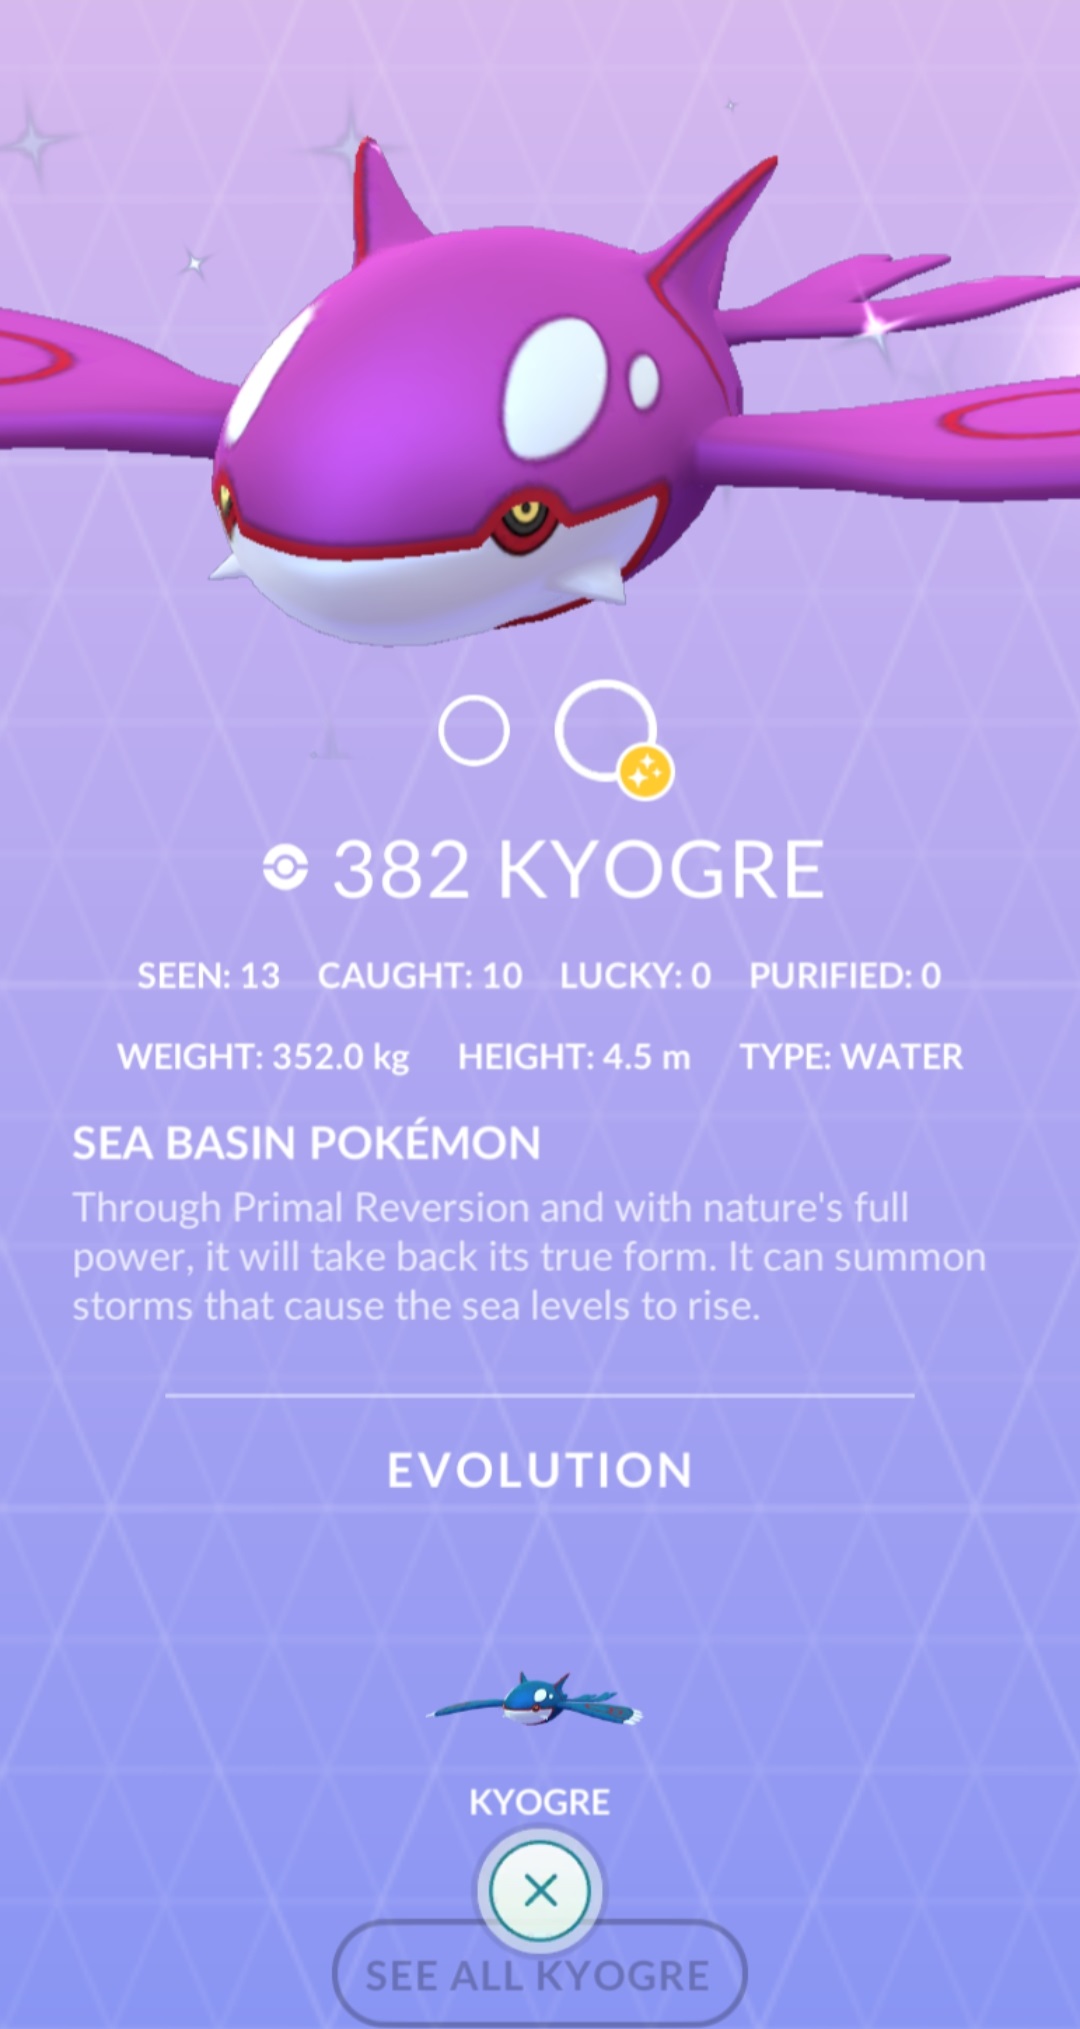 382 KYOGRE
SEEN: 13 CAUGHT: 10 LUCKY: 0 PURIFIED: 0
WEIGHT: 352.0 kg HEIGHT: 4.5 m TYPE: WATER
SEA BASIN POKÉMON
Through Primal Reversion and with nature's full
power, it will take back its true form. It can summon
storms that cause the sea levels to rise.
EVOLUTION
KYOGRE
SEE ALL KYOGRE